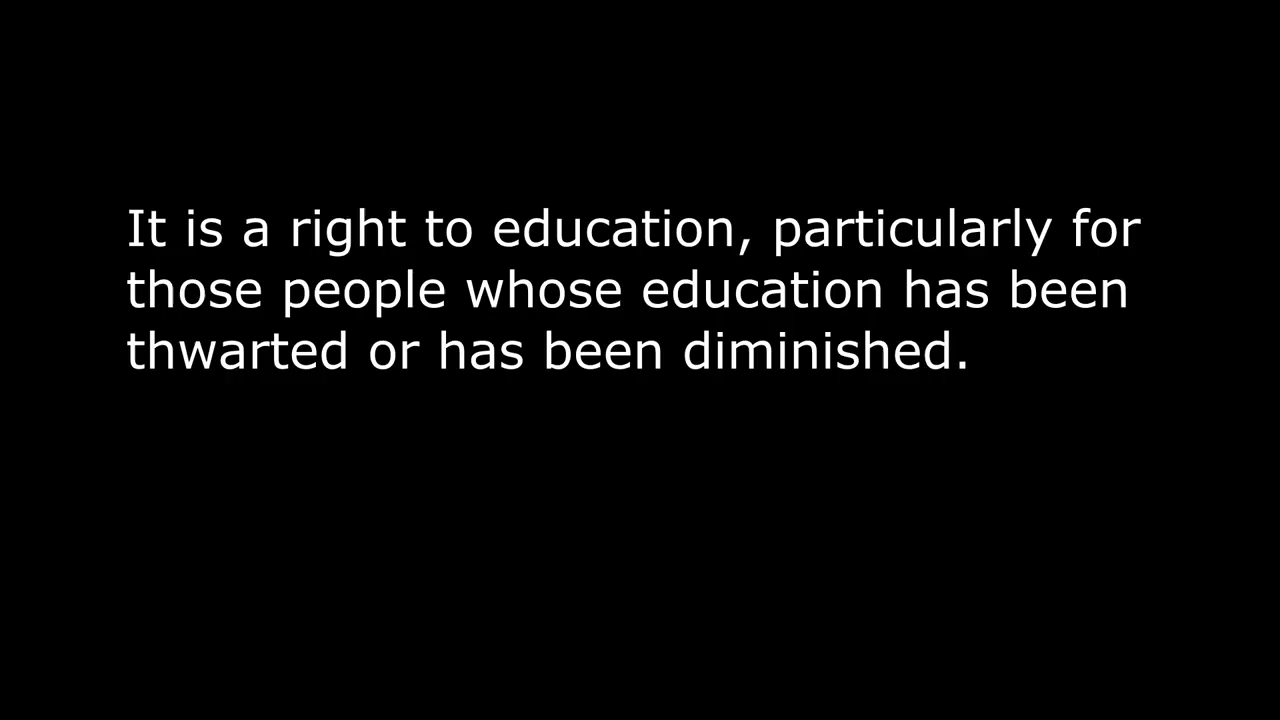 It is a right to education, particularly for
those people whose education has been
thwarted or has been diminished.